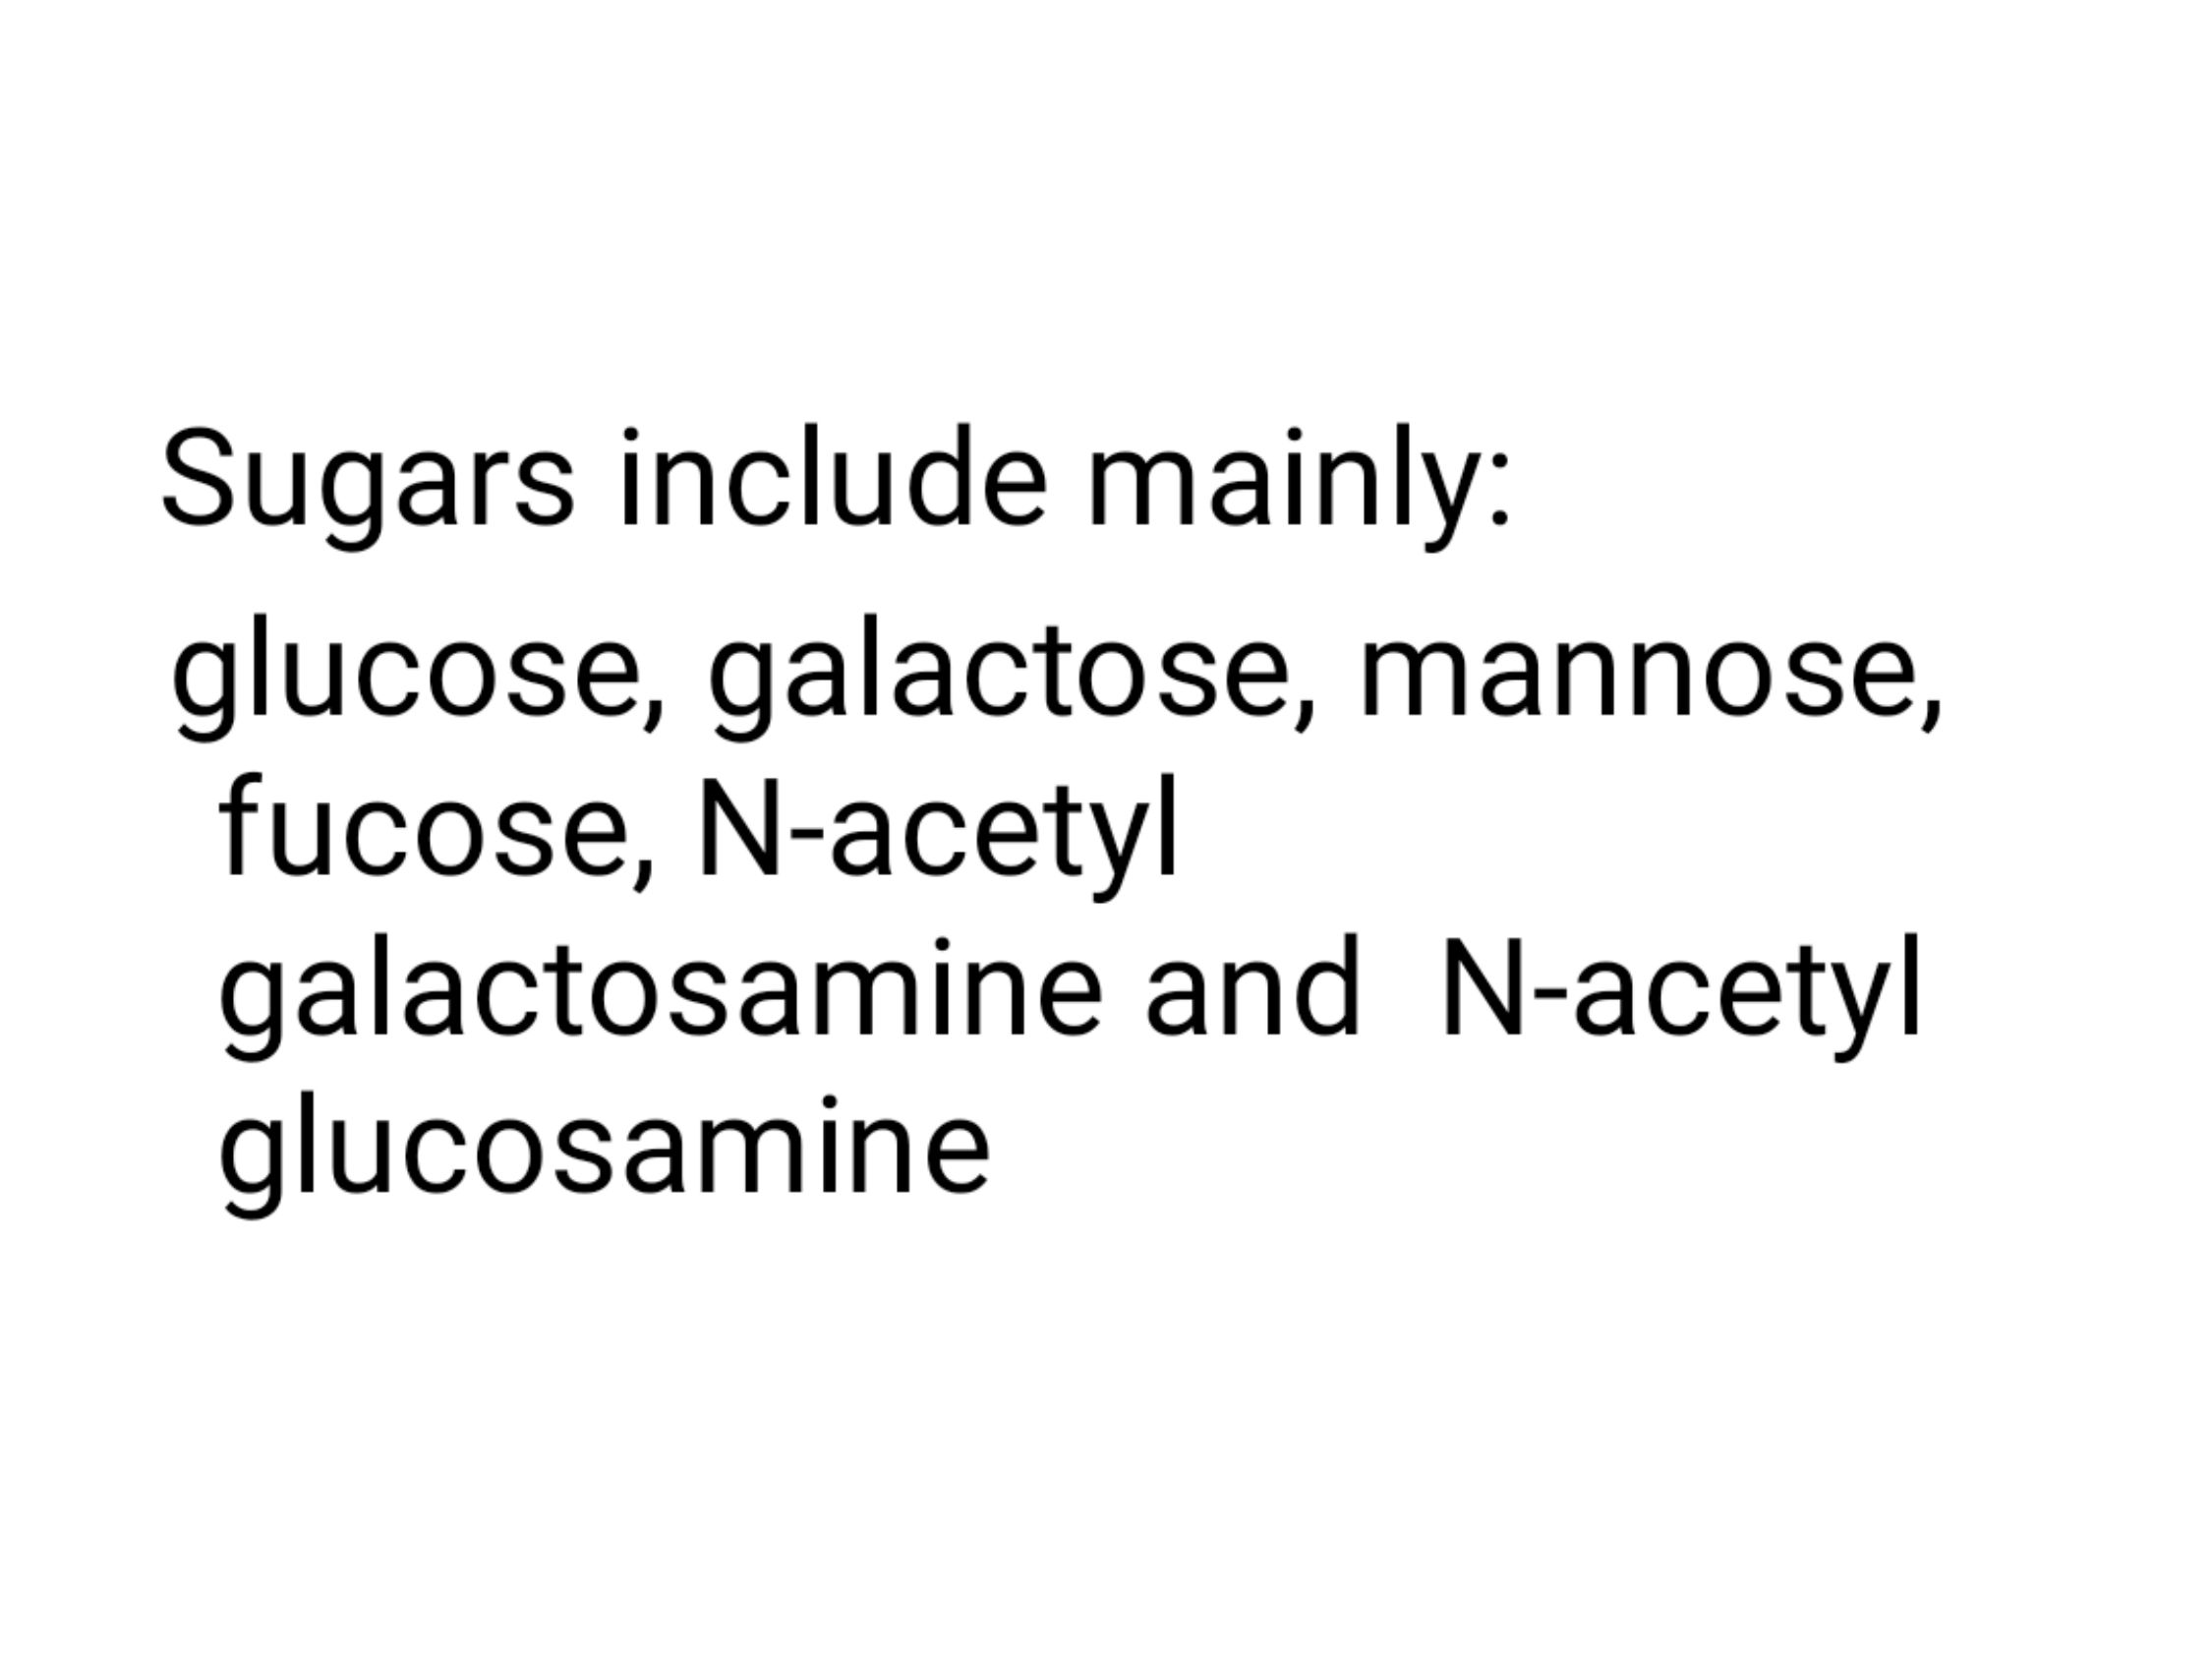 Sugars include mainly:
glucose, galactose, mannose,
fucose, N-acetyl
galactosamine and  N-acetyl
glucosamine